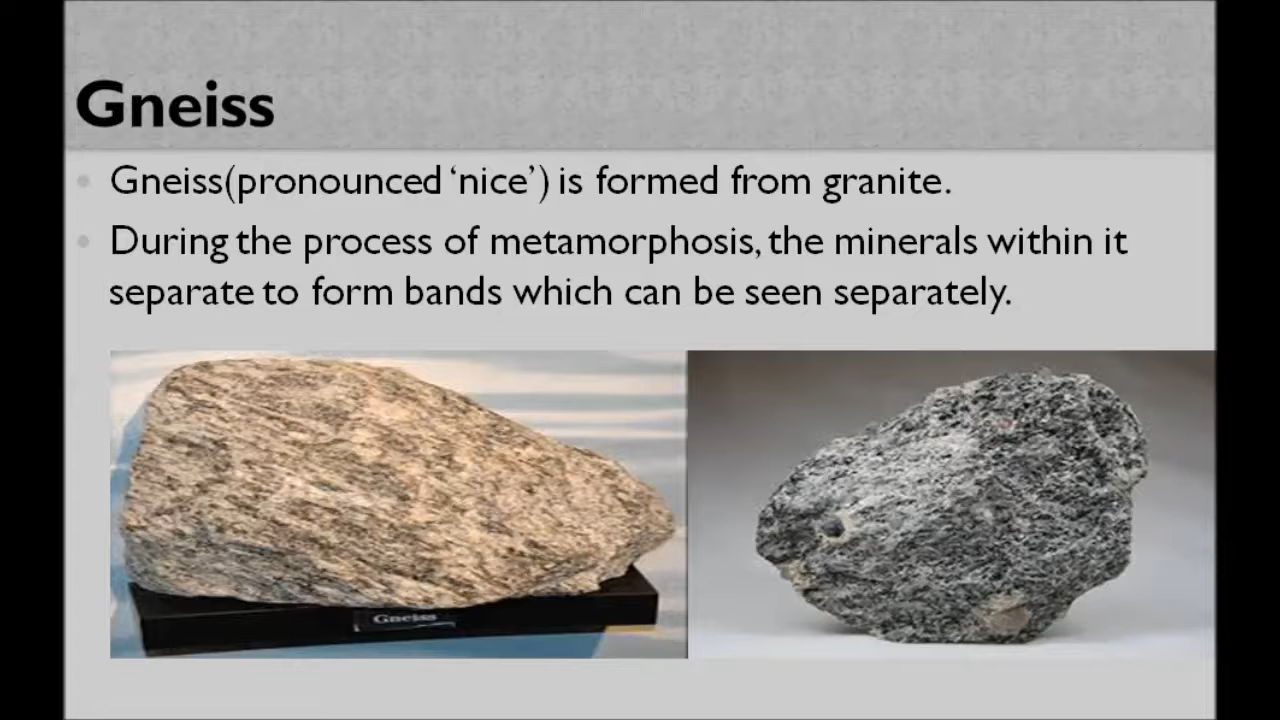 Gneiss
Gneiss(pronounced ‘nice’) is formed from granite.
During the process of metamorphosis, the minerals within it
separate to form bands which can be seen separately.
Gneiss